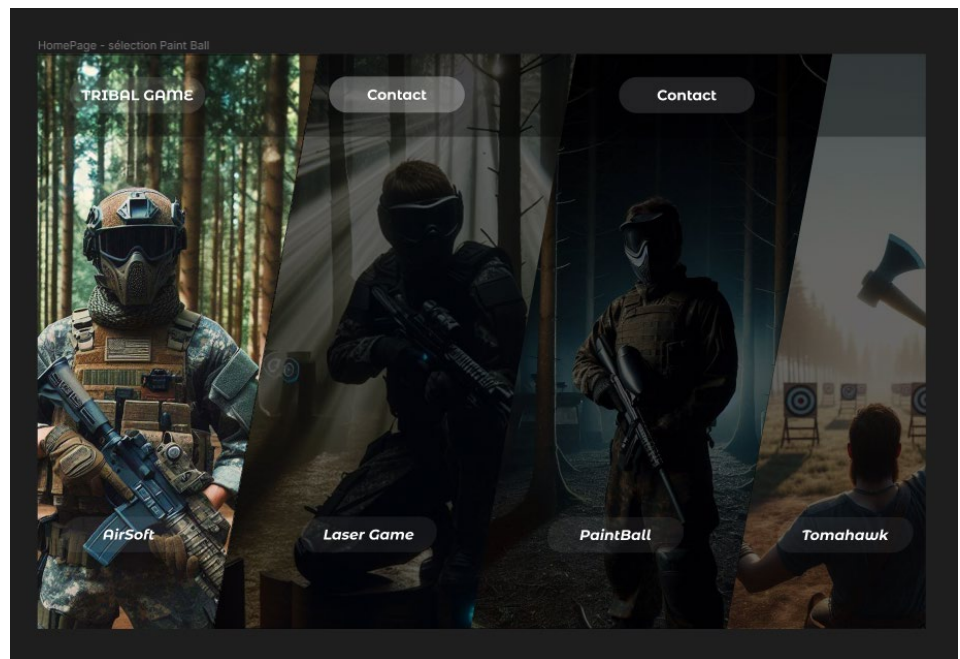 HomePage - sélection Paint Ball
TRIBAL GAME
Contact
Contact
AirSoft
Laser Game
PaintBall
Tomahawk